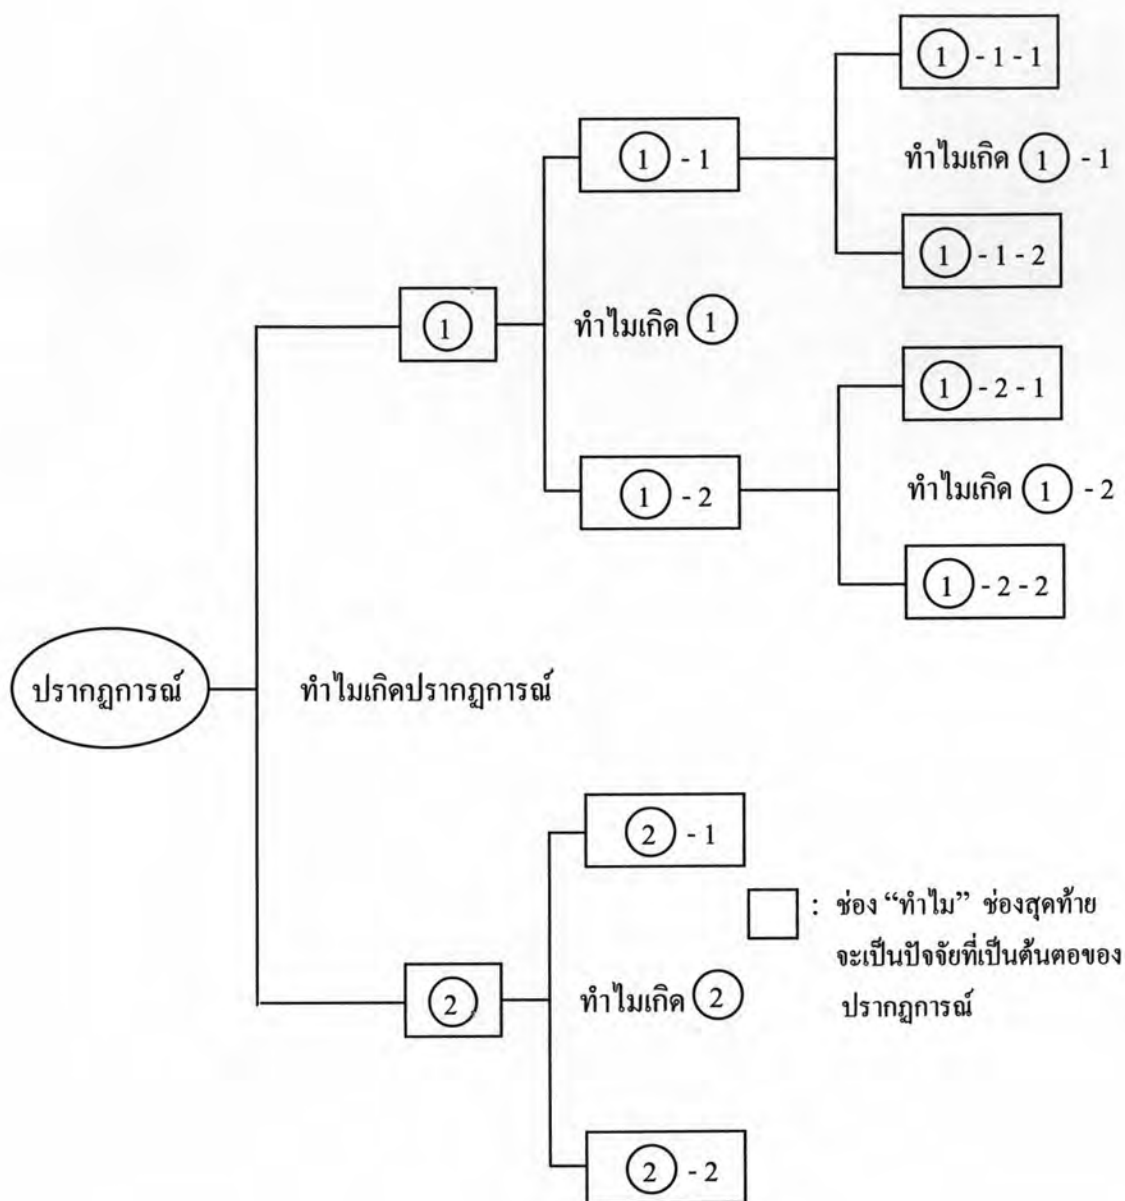 ① - 1 - 1
① - 1
ทำไมเกิด ① - 1
① - 1 - 2
①
ทำไมเกิด ①
① - 2 - 1
① - 2
ทำไมเกิด ① - 2
① - 2 - 2
ปรากฏการณ์
ทำไมเกิดปรากฏการณ์
② - 1
: ช่อง “ทำไม” ช่องสุดท้าย
จะเป็นปัจจัยที่เป็นต้นตอของ
ปรากฏการณ์
②
ทำไมเกิด ②
② - 2